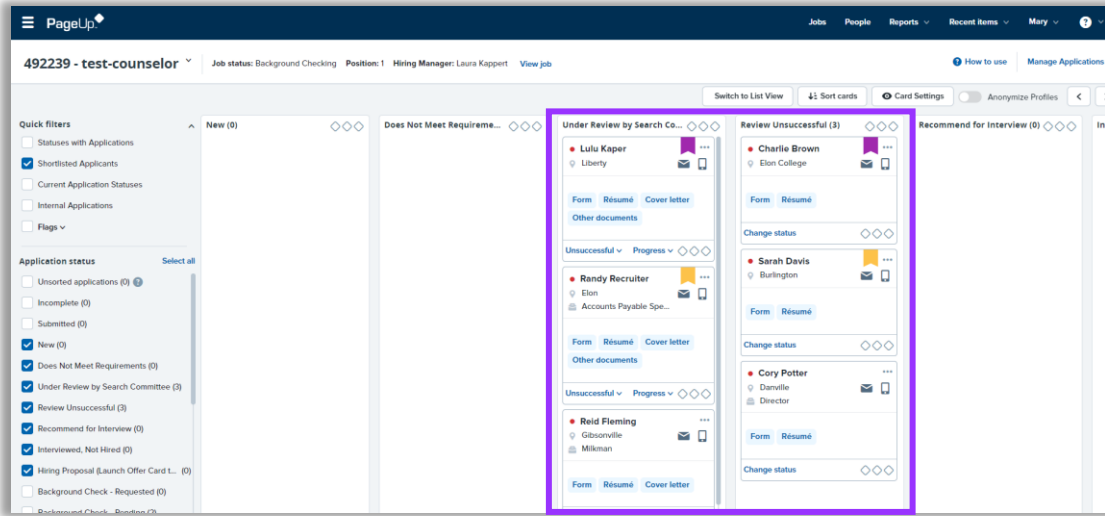 PageUp
Jobs People Reports Recent items Mary ?
492239 - test-counselor Job status: Background Checking Position: 1 Hiring Manager: Laura Kappert View job How to use Manage Applications
Switch to List View Sort cards Card Settings Anonymize Profiles
Quick filters
Statuses with Applications
Shortlisted Applicants
Current Application Statuses
Internal Applications
Flags
Application status Select all
Unsorted applications (0)
Incomplete (0)
Submitted (0)
New (0)
Does Not Meet Requirements (0)
Under Review by Search Committee (3)
Review Unsuccessful (3)
Recommend for Interview (0)
Interviewed, Not Hired (0)
Hiring Proposal (Launch Offer Card t... (0)
Background Check - Requested (0)
Background Check - Pending (2)
New (0)
Does Not Meet Requireme...
Under Review by Search Co...
Lulu Kaper
Liberty
Form Résumé Cover letter
Other documents
Unsuccessful Progress
Randy Recruiter
Elon
Accounts Payable Spe...
Form Résumé Cover letter
Other documents
Unsuccessful Progress
Reid Fleming
Gibsonville
Milkman
Form Résumé Cover letter
Review Unsuccessful (3)
Charlie Brown
Elon College
Form Résumé
Change status
Sarah Davis
Burlington
Form Résumé
Change status
Cory Potter
Danville
Director
Form Résumé
Change status
Recommend for Interview (0)
In